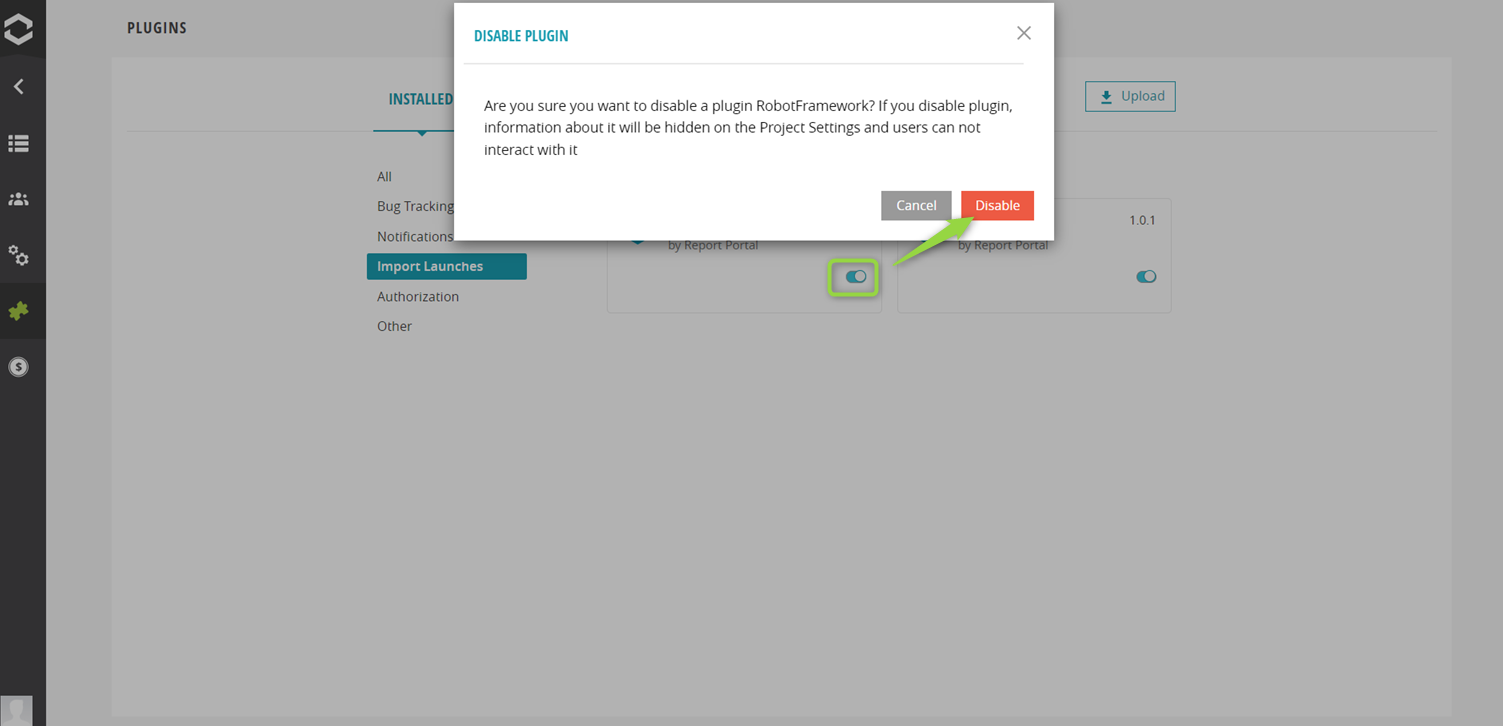 PLUGINS
DISABLE PLUGIN
INSTALLED
Upload
Are you sure you want to disable a plugin RobotFramework? If you disable plugin,
information about it will be hidden on the Project Settings and users can not
interact with it
Cancel
Disable
All
Bug Tracking
Notifications
Import Launches
Authorization
Other
1.0.1
by Report Portal
by Report Portal
$